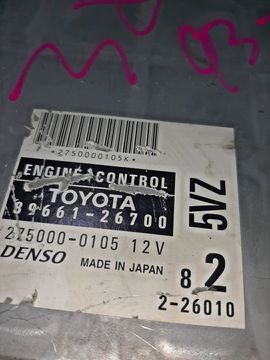 *2750000105K*
ENGINE CONTROL
TOYOTA
89661-26700
5VZ
275000-0105 12V
DENSO
MADE IN JAPAN
8 2
2-26010